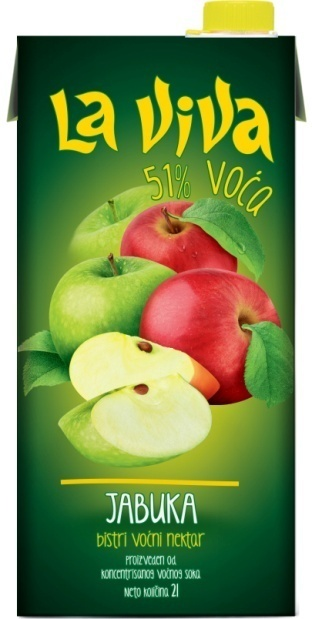 La ViVa
51% Voća
JABUKA
bistri voćni nektar
proizveden od
koncentrisanog voćnog soka
Neto količina 2l